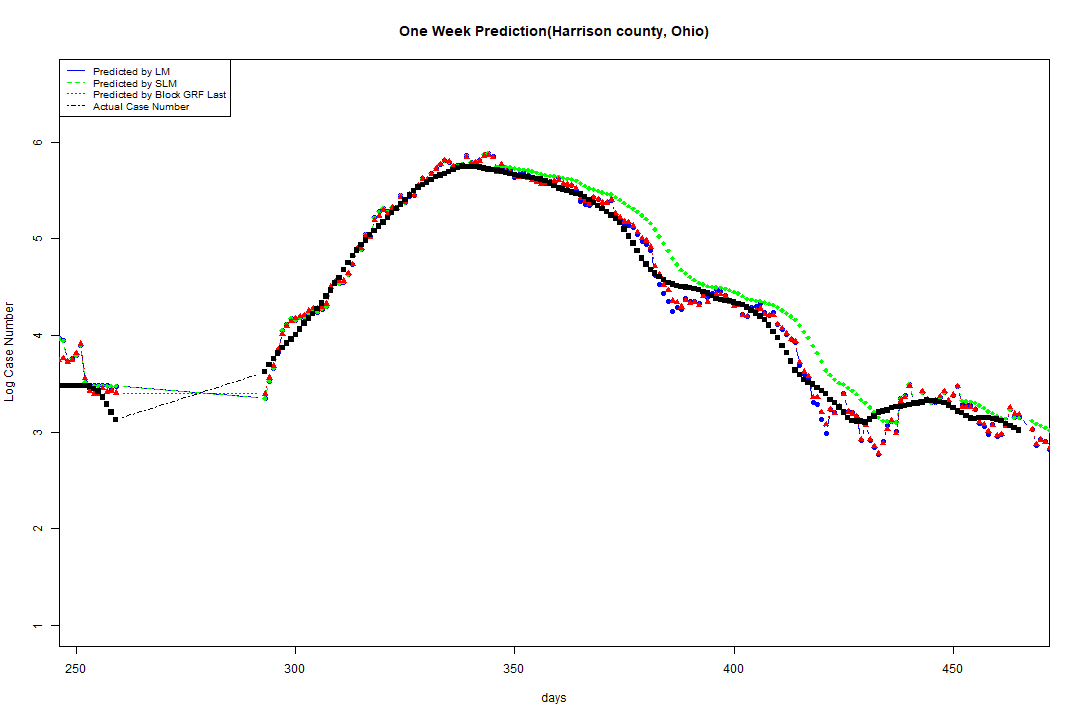 One Week Prediction(Harrison county, Ohio)
Predicted by LM
Predicted by SLM
Predicted by Block GRF Last
Actual Case Number
Log Case Number
6
5
4
3
2
1
250 300 350 400 450
days